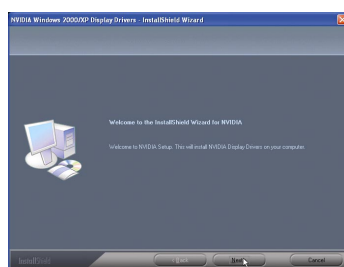 NVIDIA Windows 2000/XP Display Drivers - InstallShield Wizard
Welcome to the InstallShield Wizard for NVIDIA
Welcome to NVIDIA Setup. This will install NVIDIA Display Drivers on your computer.
InstallShield
< Back
Next >
Cancel